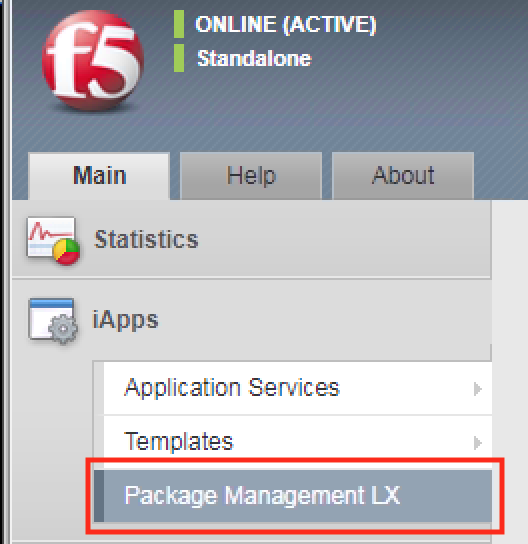 f5
ONLINE (ACTIVE)
Standalone
Main
Help
About
Statistics
iApps
Application Services
Templates
Package Management LX